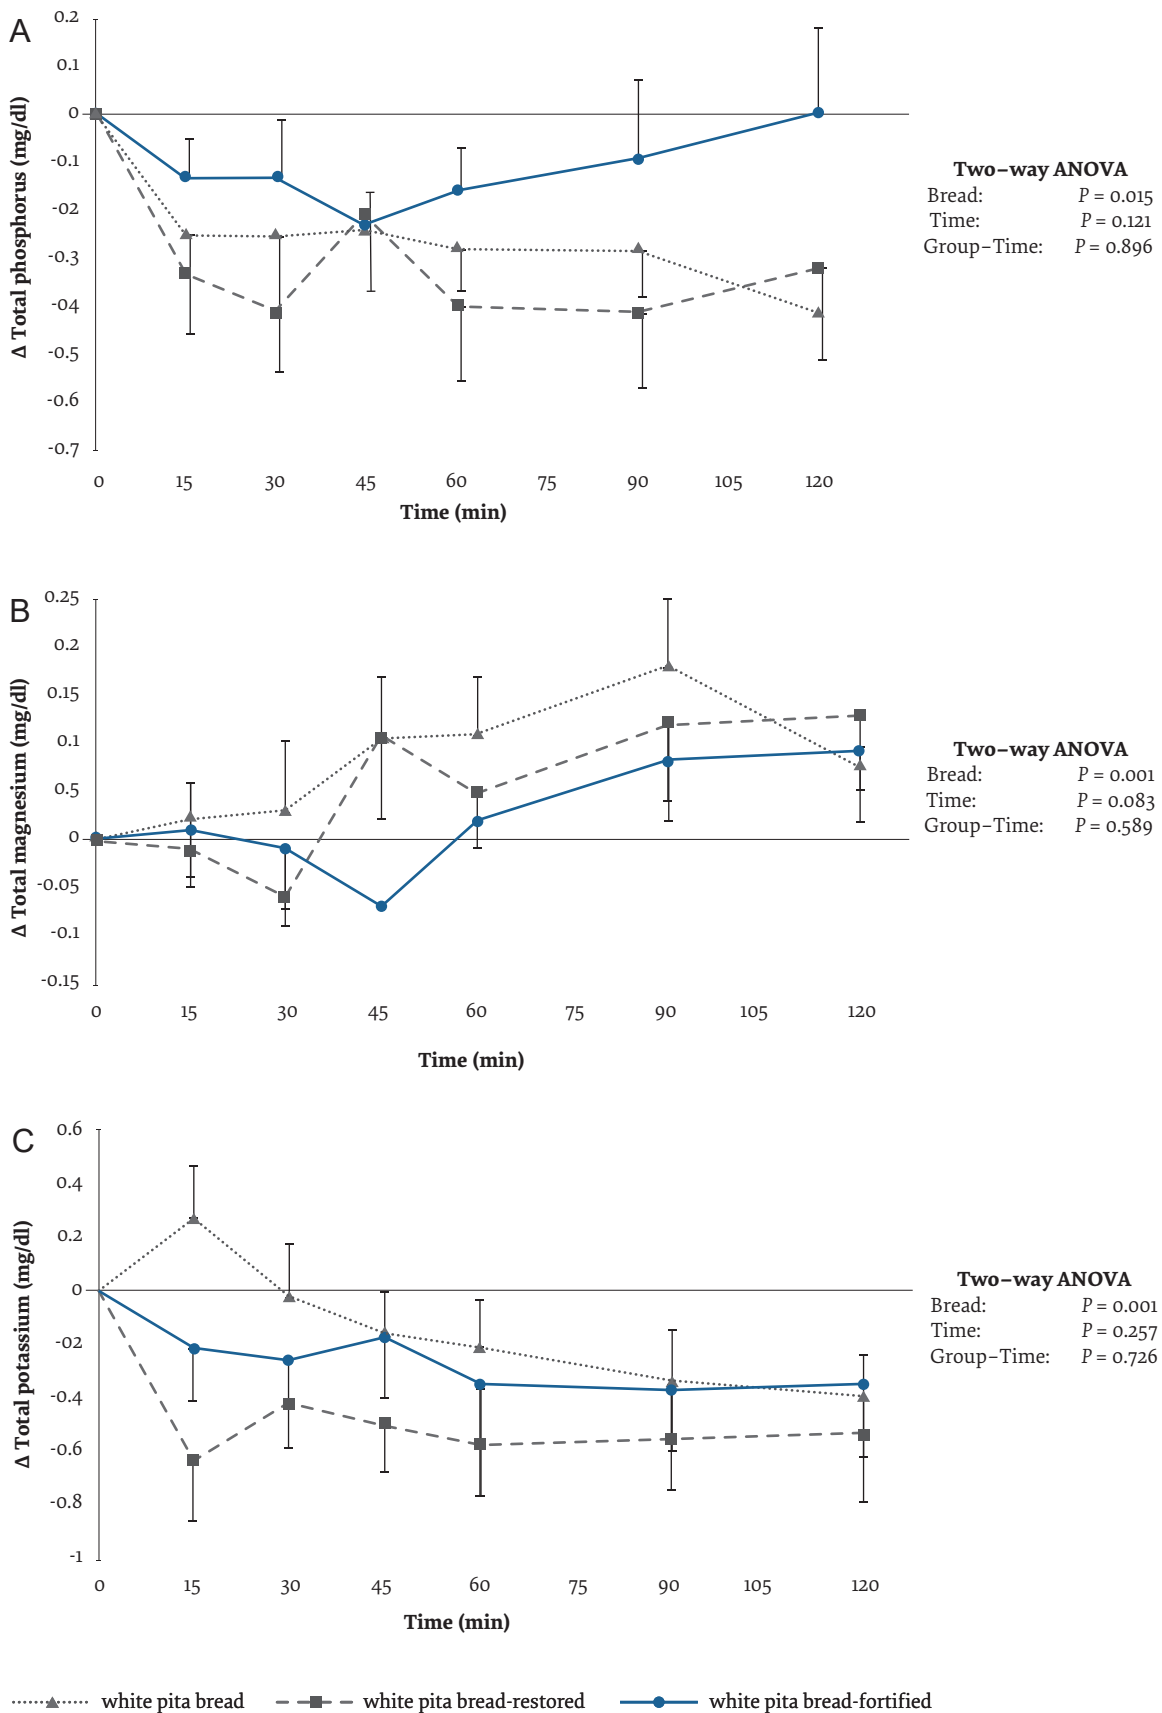 A
Δ Total phosphorus (mg/dl)
0.2
0.1
0
-0.1
-02
-0.3
-0.4
-0.5
-0.6
-0.7
0 15 30 45 60 75 90 105 120
Time (min)
Two-way ANOVA
Bread: P = 0.015
Time: P = 0.121
Group-Time: P = 0.896
B
Δ Total magnesium (mg/dl)
0.25
0.2
0.15
0.1
0.5
0
-0.05
-0.1
-0.15
0 15 30 45 60 75 90 105 120
Time (min)
Two-way ANOVA
Bread: P = 0.001
Time: P = 0.083
Group-Time: P = 0.589
C
Δ Total potassium (mg/dl)
0.6
0.4
0.2
0
-02
-0.4
-0.6
-0.8
-1
0 15 30 45 60 75 90 105 120
Time (min)
Two-way ANOVA
Bread: P = 0.001
Time: P = 0.257
Group-Time: P = 0.726
white pita bread white pita bread-restored white pita bread-fortified